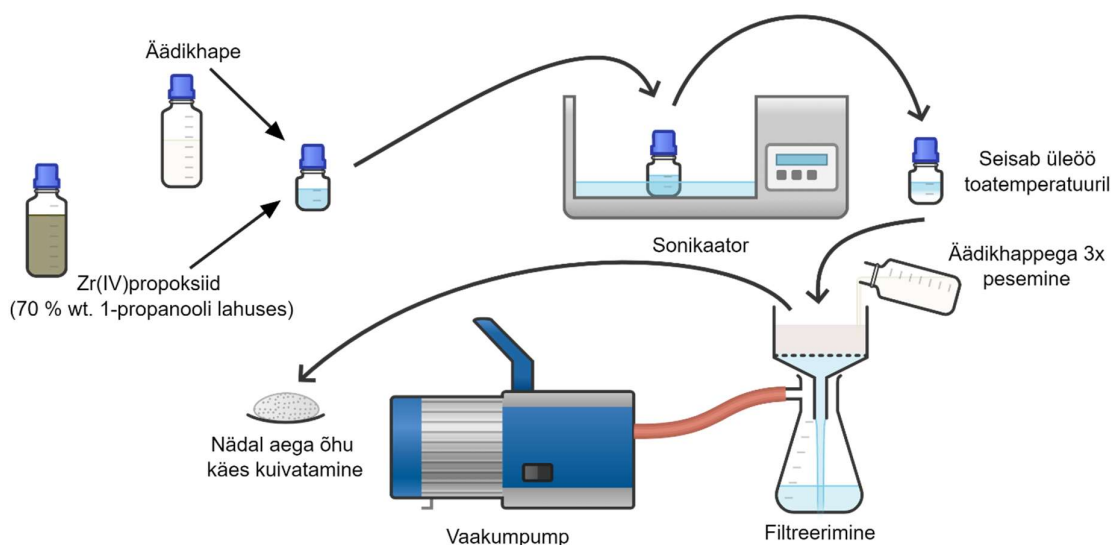 Äädikhape
Zr(IV)propoksiid
(70 % wt. 1-propanooli lahuses)
Sonikaator
Seisab üleöö
toatemperatuuril
Äädikhappega 3x
pesemine
Filtreerimine
Vaakumpump
Nädal aega õhu
käes kuivatamine